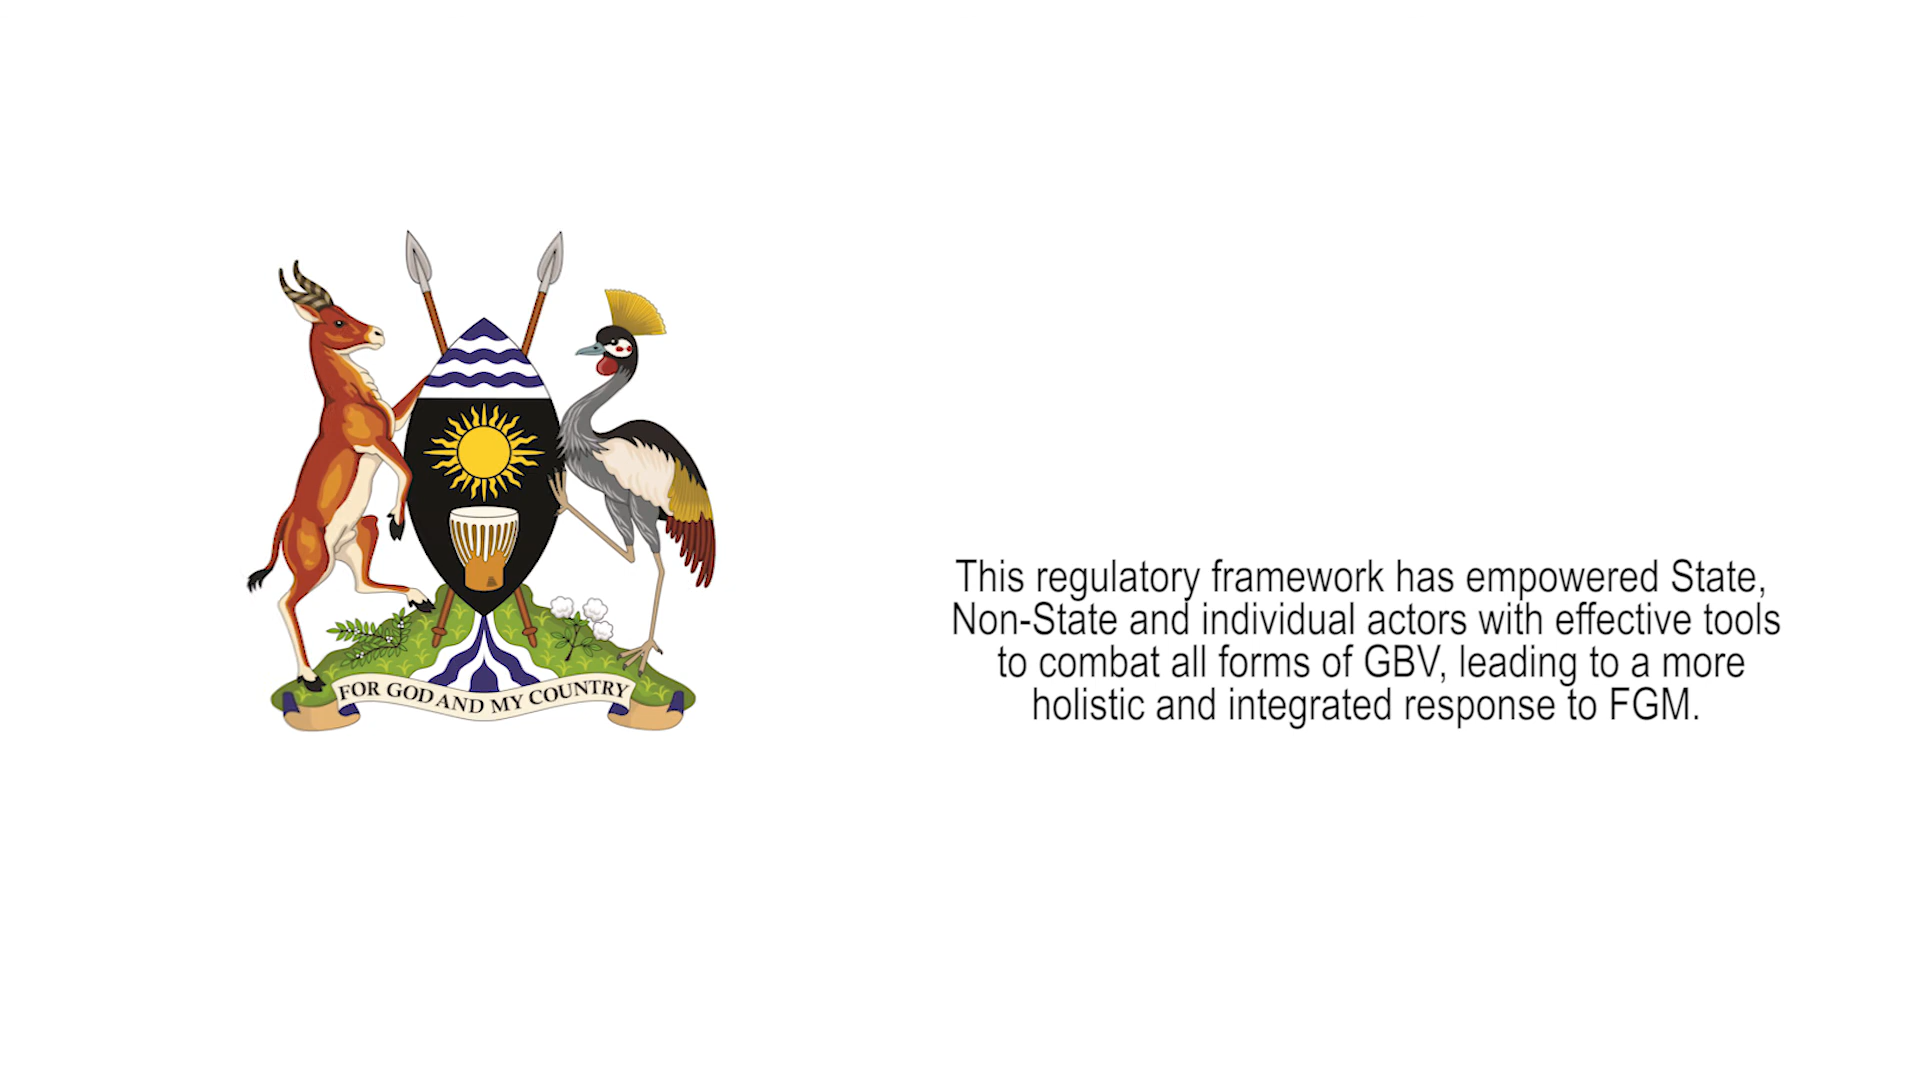 FOR GOD AND MY COUNTRY
This regulatory framework has empowered State,
Non-State and individual actors with effective tools
to combat all forms of GBV, leading to a more
holistic and integrated response to FGM.